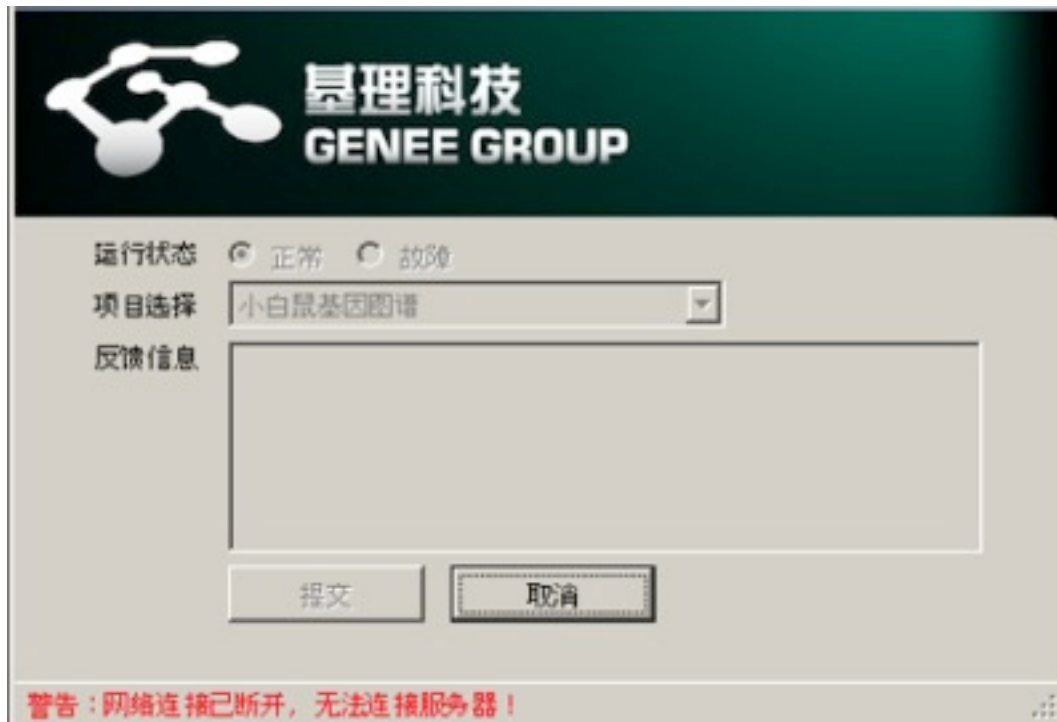 基理科技
GENEE GROUP
运行状态 正常 故障
项目选择 小白鼠基因图谱
反馈信息
提交 取消
警告：网络连接已断开，无法连接服务器！